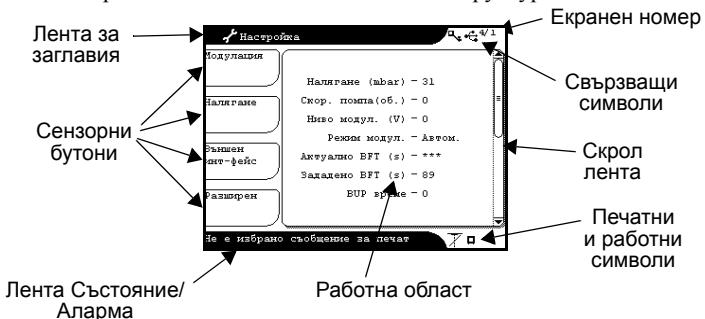 Лента за
заглавия
Настройка
4/1
Екранен номер
Свързващи
символи
Сензорни
бутони
Модулация
Налягане
Външен
инт-фейс
Разширен
Налягане (mbar) - 31
Скор. помпа(об.) - 0
Ниво модул. (V) - 0
Режим модул. - Автом.
Актуално BFT (s) - ***
Зададено BFT (s) - 89
BUP време - 0
Скрол
лента
Не е избрано съобщение за печат
Печатни
и работни
символи
Лента Състояние/
Аларма
Работна област